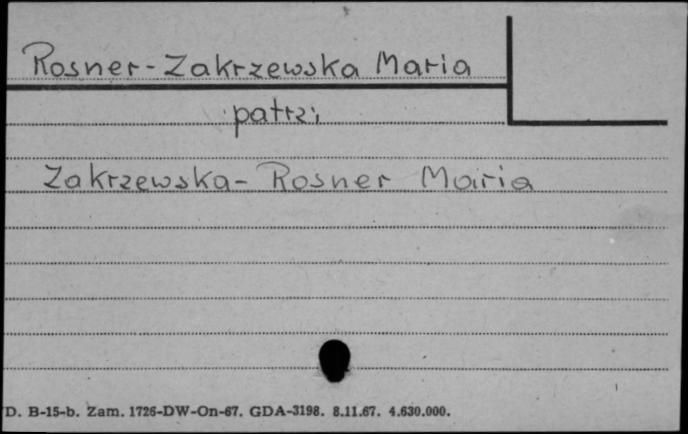 Rosner-Zakrzewska Maria
patrz:
Zakrzewska-Rosner Maria
D. B-15-b. Zam. 1726-DW-On-67. GDA-3198. 8.11.67. 4.630.000.